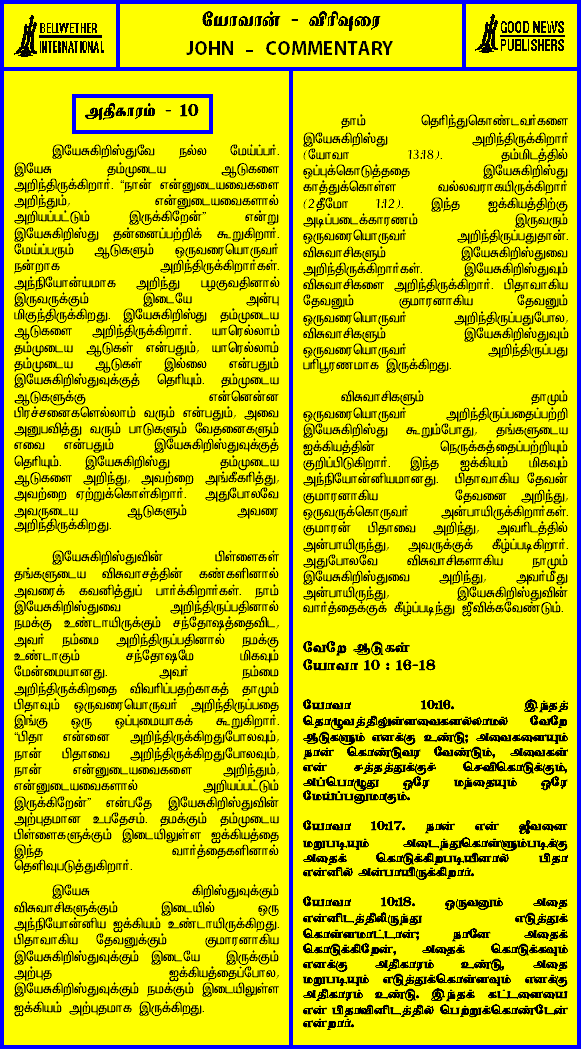 BELLWETHER
INTERNATIONAL
யோவான் - விரிவுரை
JOHN - COMMENTARY
GOOD NEWS
PUBLISHERS
அதிகாரம் - 10
இயேசுகிறிஸ்துவே நல்ல மேய்ப்பர்.
இயேசு தம்முடைய ஆடுகளை
அறிந்திருக்கிறார். “நான் என்னுடையவைகளை
அறிந்தும், என்னுடையவைகளால்
அறியப்பட்டும் இருக்கிறேன்” என்று
இயேசுகிறிஸ்து தன்னைப்பற்றிக் கூறுகிறார்.
மேய்ப்பரும் ஆடுகளும் ஒருவரையொருவர்
நன்றாக அறிந்திருக்கிறார்கள்.
அந்நியோன்யமாக அறிந்து பழகுவதினால்
இருவருக்கும் இடையே அன்பு
மிகுந்திருக்கிறது. இயேசுகிறிஸ்து தம்முடைய
ஆடுகளை அறிந்திருக்கிறார். யாரெல்லாம்
தம்முடைய ஆடுகள் என்பதும், யாரெல்லாம்
தம்முடைய ஆடுகள் இல்லை என்பதும்
இயேசுகிறிஸ்துவுக்குத் தெரியும். தம்முடைய
ஆடுகளுக்கு என்னென்ன
பிரச்சனைகளெல்லாம் வரும் என்பதும், அவை
அனுபவித்து வரும் பாடுகளும் வேதனைகளும்
எவை என்பதும் இயேசுகிறிஸ்துவுக்குத்
தெரியும். இயேசுகிறிஸ்து தம்முடைய
ஆடுகளை அறிந்து, அவற்றை அங்கீகரித்து,
அவற்றை ஏற்றுக்கொள்கிறார். அதுபோலவே
அவருடைய ஆடுகளும் அவரை
அறிந்திருக்கிறது.
இயேசுகிறிஸ்துவின் பிள்ளைகள்
தங்களுடைய விசுவாசத்தின் கண்களினால்
அவரைக் கவனித்துப் பார்க்கிறார்கள். நாம்
இயேசுகிறிஸ்துவை அறிந்திருப்பதினால்
நமக்கு உண்டாயிருக்கும் சந்தோஷத்தைவிட,
அவர் நம்மை அறிந்திருப்பதினால் நமக்கு
உண்டாகும் சந்தோஷமே மிகவும்
மேன்மையானது. அவர் நம்மை
அறிந்திருக்கிறதை விவரிப்பதற்காகத் தாமும்
பிதாவும் ஒருவரையொருவர் அறிந்திருப்பதை
இங்கு ஒரு ஒப்புமையாகக் கூறுகிறார்.
“பிதா என்னை அறிந்திருக்கிறதுபோலவும்,
நான் பிதாவை அறிந்திருக்கிறதுபோலவும்,
நான் என்னுடையவைகளை அறிந்தும்,
என்னுடையவைகளால் அறியப்பட்டும்
இருக்கிறேன்” என்பதே இயேசுகிறிஸ்துவின்
அற்புதமான உபதேசம். தமக்கும் தம்முடைய
பிள்ளைகளுக்கும் இடையிலுள்ள ஐக்கியத்தை
இந்த வார்த்தைகளினால்
தெளிவுபடுத்துகிறார்.
இயேசு கிறிஸ்துவுக்கும்
விசுவாசிகளுக்கும் இடையில் ஒரு
அந்நியோன்னிய ஐக்கியம் உண்டாயிருக்கிறது.
பிதாவாகிய தேவனுக்கும் குமாரனாகிய
இயேசுகிறிஸ்துவுக்கும் இடையே இருக்கும்
அற்புத ஐக்கியத்தைப்போல,
இயேசுகிறிஸ்துவுக்கும் நமக்கும் இடையிலுள்ள
ஐக்கியம் அற்புதமாக இருக்கிறது.
தாம் தெரிந்துகொண்டவர்களை
இயேசுகிறிஸ்து அறிந்திருக்கிறார்
(யோவா 13:18). தம்மிடத்தில்
ஒப்புக்கொடுத்ததை இயேசுகிறிஸ்து
காத்துக்கொள்ள வல்லவராகயிருக்கிறார்
(2தீமோ 1:12). இந்த ஐக்கியத்திற்கு
அடிப்படைக்காரணம் இருவரும்
ஒருவரையொருவர் அறிந்திருப்பதுதான்.
விசுவாசிகளும் இயேசுகிறிஸ்துவை
அறிந்திருக்கிறார்கள். இயேசுகிறிஸ்துவும்
விசுவாசிகளை அறிந்திருக்கிறார். பிதாவாகிய
தேவனும் குமாரனாகிய தேவனும்
ஒருவரையொருவர் அறிந்திருப்பதுபோல,
விசுவாசிகளும் இயேசுகிறிஸ்துவும்
ஒருவரையொருவர் அறிந்திருப்பது
பரிபூரணமாக இருக்கிறது.
விசுவாசிகளும் தாமும்
ஒருவரையொருவர் அறிந்திருப்பதைப்பற்றி
இயேசுகிறிஸ்து கூறும்போது, தங்களுடைய
ஐக்கியத்தின் நெருக்கத்தைப்பற்றியும்
குறிப்பிடுகிறார். இந்த ஐக்கியம் மிகவும்
அந்நியோன்னியமானது. பிதாவாகிய தேவன்
குமாரனாகிய தேவனை அறிந்து,
ஒருவருக்கொருவர் அன்பாயிருக்கிறார்கள்.
குமாரன் பிதாவை அறிந்து, அவரிடத்தில்
அன்பாயிருந்து, அவருக்குக் கீழ்ப்படிகிறார்.
அதுபோலவே விசுவாசிகளாகிய நாமும்
இயேசுகிறிஸ்துவை அறிந்து, அவர்மீது
அன்பாயிருந்து, இயேசுகிறிஸ்துவின்
வார்த்தைக்குக் கீழ்ப்படிந்து ஜீவிக்கவேண்டும்.
வேறே ஆடுகள்
யோவா 10 : 16-18
யோவா 10:16. இந்தத்
தொழுவத்திலுள்ளவைகளல்லாமல் வேறே
ஆடுகளும் எனக்கு உண்டு; அவைகளையும்
நான் கொண்டுவர வேண்டும், அவைகள்
என் சத்தத்துக்குச் செவிகொடுக்கும்,
அப்பொழுது ஒரே மந்தையும் ஒரே
மேய்ப்பனுமாகும்.
யோவா 10:17. நான் என் ஜீவனை
மறுபடியும் அடைந்துகொள்ளும்படிக்கு
அதைக் கொடுக்கிறபடியினால் பிதா
என்னில் அன்பாயிருக்கிறார்.
யோவா 10:18. ஒருவனும் அதை
என்னிடத்திலிருந்து எடுத்துக்
கொள்ளமாட்டான்; நானே அதைக்
கொடுக்கிறேன், அதைக் கொடுக்கவும்
எனக்கு அதிகாரம் உண்டு, அதை
மறுபடியும் எடுத்துக்கொள்ளவும் எனக்கு
அதிகாரம் உண்டு. இந்தக் கட்டளையை
என் பிதாவினிடத்தில் பெற்றுக்கொண்டேன்
என்றார்.